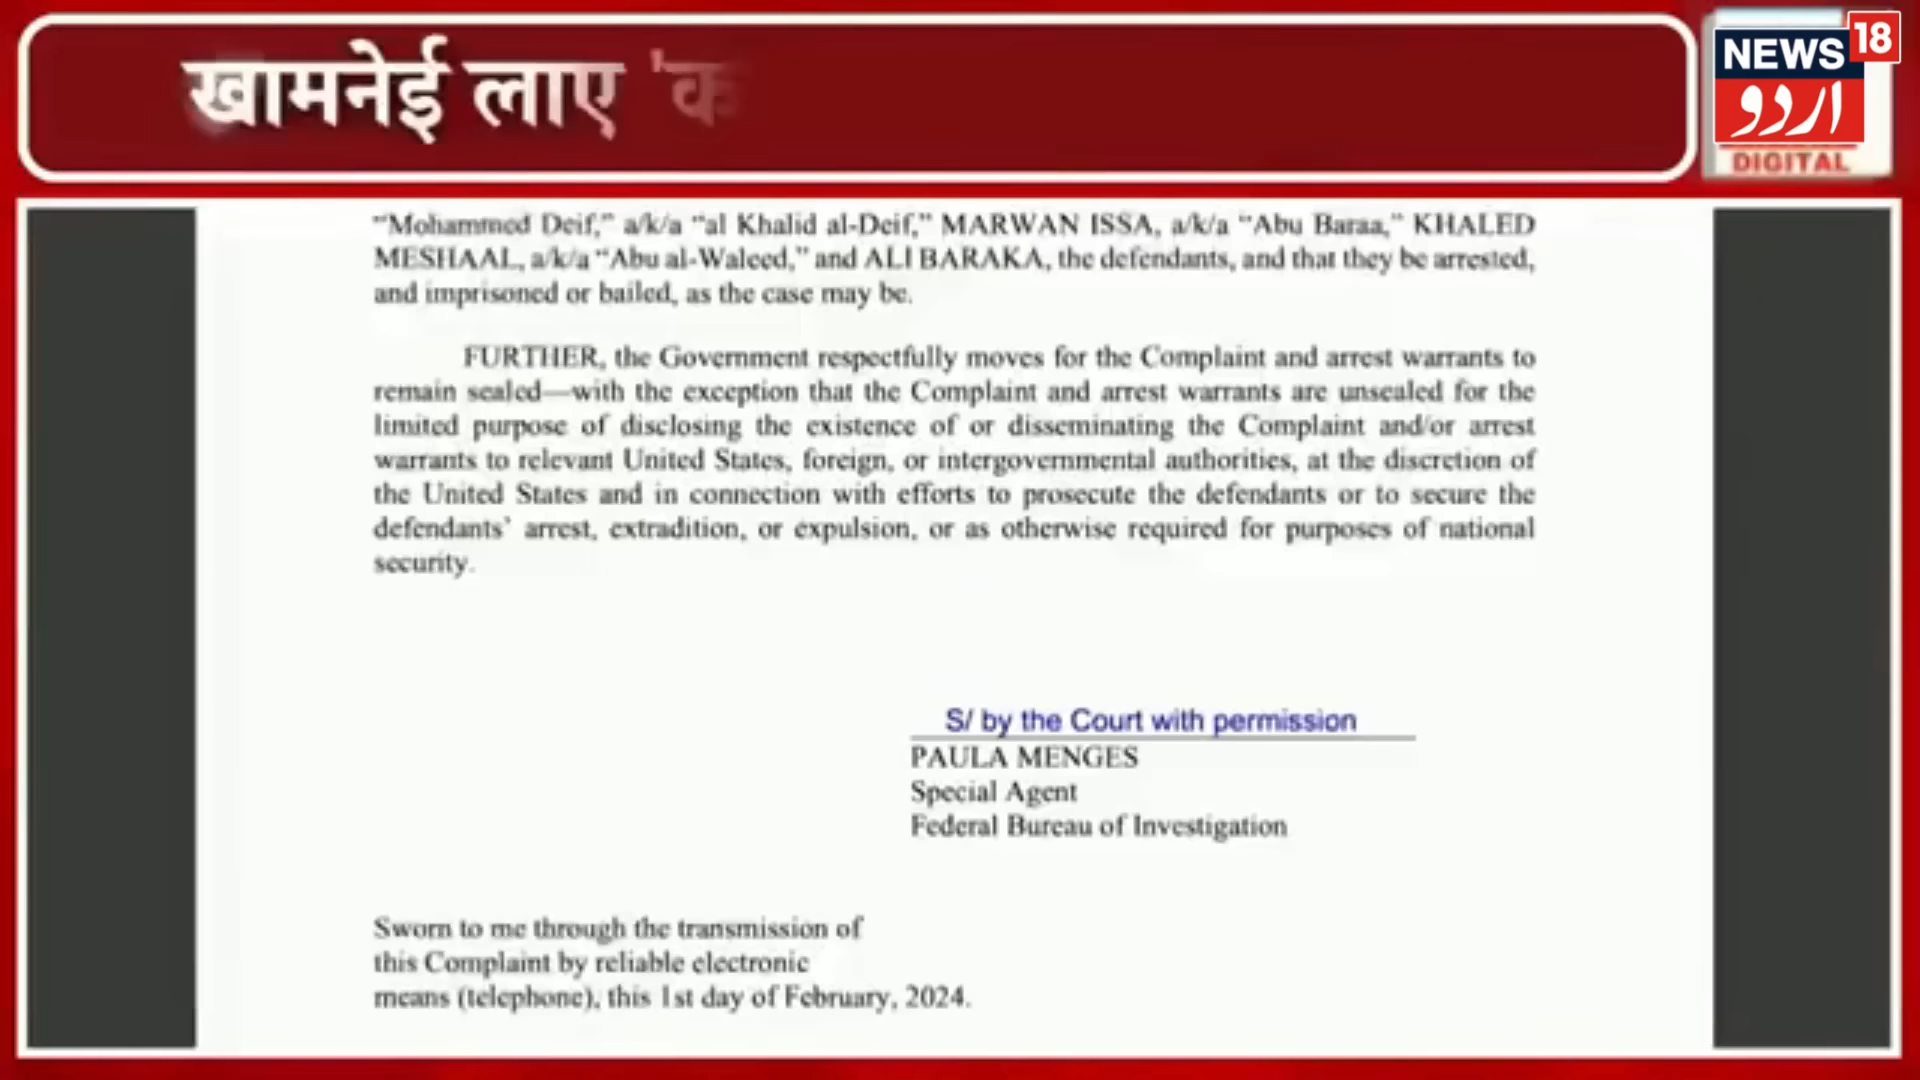 खामनेई लाए
NEWS 18
اردو
DIGITAL
“Mohammed Deif,” a/k/a “al Khalid al-Deif,” MARWAN ISSA, a/k/a “Abu Baraa,” KHALED
MESHAAL, a/k/a “Abu al-Waleed,” and ALI BARAKA, the defendants, and that they be arrested,
and imprisoned or bailed, as the case may be.
FURTHER, the Government respectfully moves for the Complaint and arrest warrants to
remain sealed—with the exception that the Complaint and arrest warrants are unsealed for the
limited purpose of disclosing the existence of or disseminating the Complaint and/or arrest
warrants to relevant United States, foreign, or intergovernmental authorities, at the discretion of
the United States and in connection with efforts to prosecute the defendants or to secure the
defendants’ arrest, extradition, or expulsion, or as otherwise required for purposes of national
security.
S/ by the Court with permission
PAULA MENGES
Special Agent
Federal Bureau of Investigation
Sworn to me through the transmission of
this Complaint by reliable electronic
means (telephone), this 1st day of February, 2024.